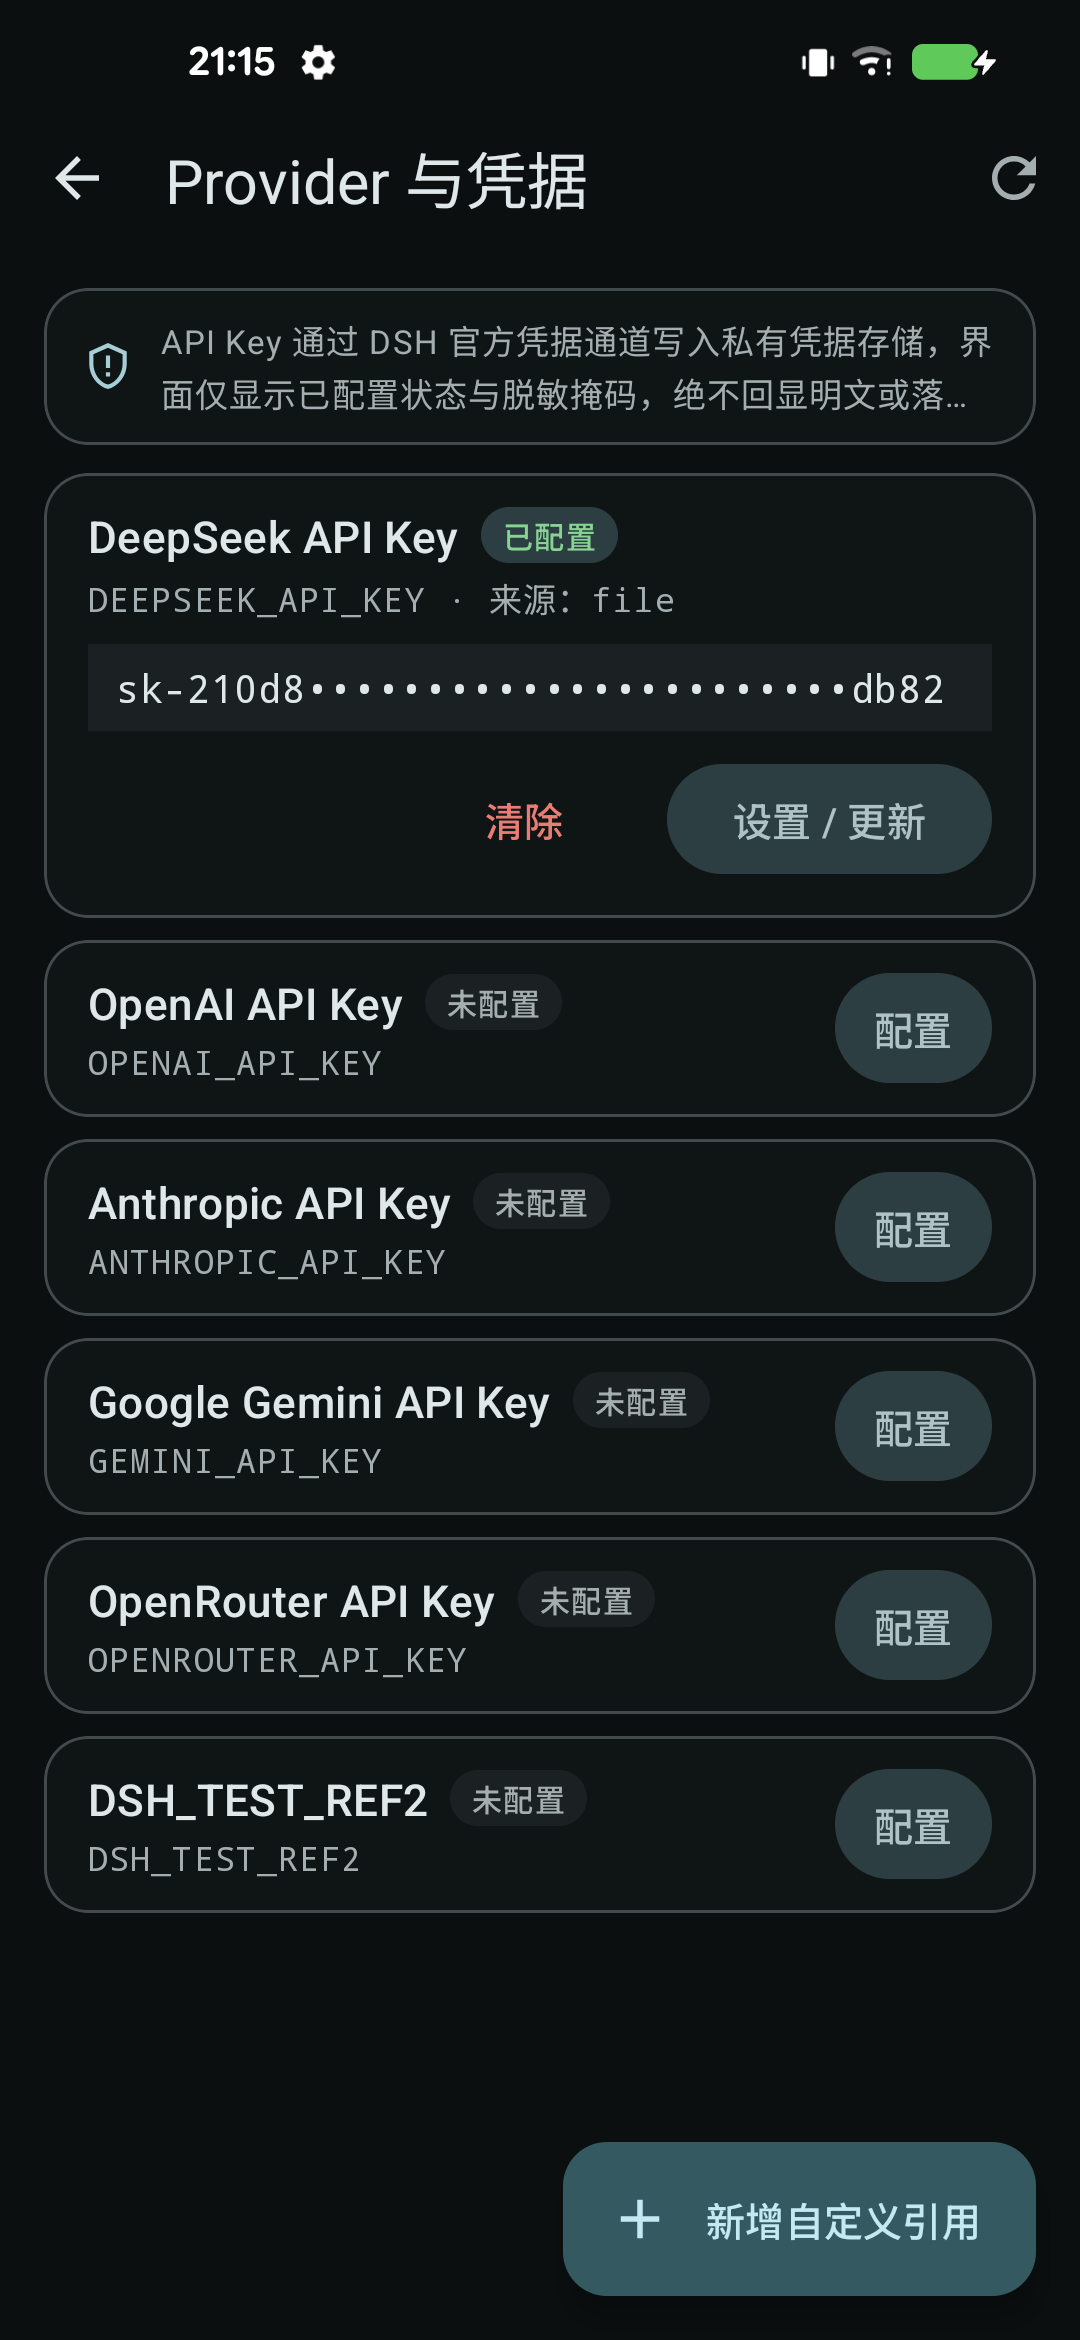 21:15
Provider 与凭据
API Key 通过 DSH 官方凭据通道写入私有凭据存储，界
面仅显示已配置状态与脱敏掩码，绝不回显明文或落…
DeepSeek API Key 已配置
DEEPSEEK_API_KEY · 来源：file
sk-210d8•••••••••••••••••••••••db82
清除 设置 / 更新
OpenAI API Key 未配置
OPENAI_API_KEY
配置
Anthropic API Key 未配置
ANTHROPIC_API_KEY
配置
Google Gemini API Key 未配置
GEMINI_API_KEY
配置
OpenRouter API Key 未配置
OPENROUTER_API_KEY
配置
DSH_TEST_REF2 未配置
DSH_TEST_REF2
配置
新增自定义引用